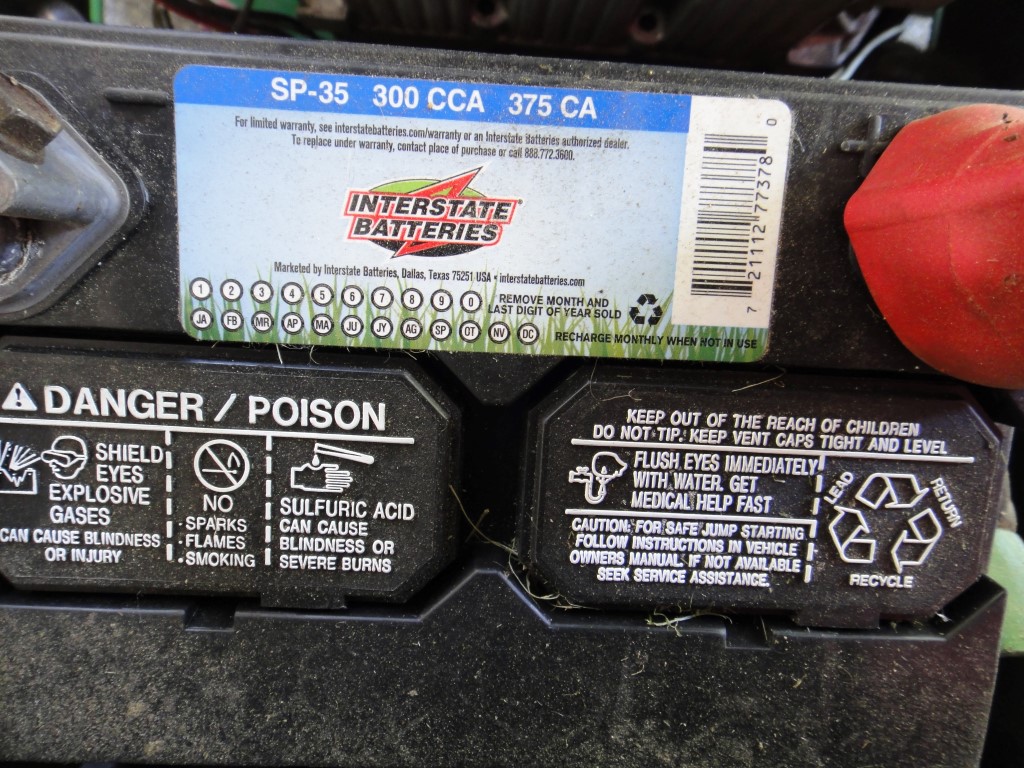 SP-35 300 CCA 375 CA
For limited warranty, see interstatebatteries.com/warranty or an Interstate Batteries authorized dealer.
To replace under warranty, contact place of purchase or call 888.772.3600.
INTERSTATE
BATTERIES
Marketed by Interstate Batteries, Dallas, Texas 75251 USA • interstatebatteries.com
1 2 3 4 5 6 7 8 9 0
JA FB MR AP MA JU JY AG SP OT NV DC
REMOVE MONTH AND
LAST DIGIT OF YEAR SOLD
RECHARGE MONTHLY WHEN NOT IN USE
7 21112 77378 0
DANGER / POISON
SHIELD
EYES
EXPLOSIVE
GASES
CAN CAUSE BLINDNESS
OR INJURY
NO
•SPARKS
•FLAMES
•SMOKING
SULFURIC ACID
CAN CAUSE
BLINDNESS OR
SEVERE BURNS
KEEP OUT OF THE REACH OF CHILDREN
DO NOT TIP. KEEP VENT CAPS TIGHT AND LEVEL
FLUSH EYES IMMEDIATELY
WITH WATER. GET
MEDICAL HELP FAST
CAUTION: FOR SAFE JUMP STARTING
FOLLOW INSTRUCTIONS IN VEHICLE
OWNERS MANUAL. IF NOT AVAILABLE
SEEK SERVICE ASSISTANCE.
LEAD
RETURN
RECYCLE